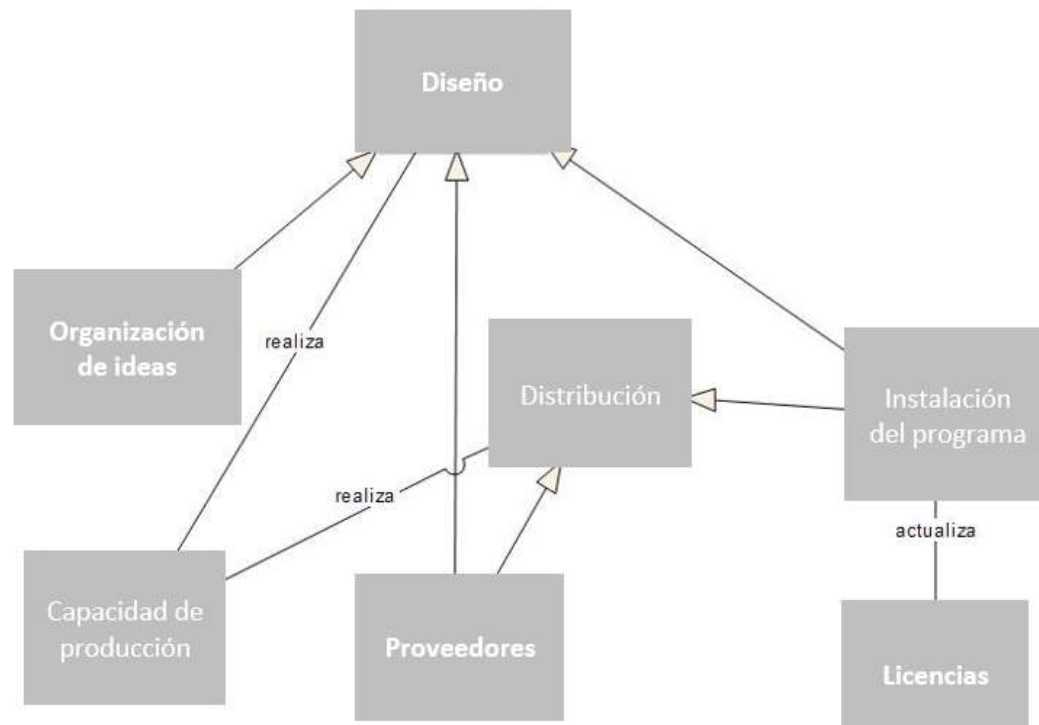 Diseño
Organización
de ideas
realiza
Distribución
Instalación
del programa
realiza
actualiza
Capacidad de
producción
Proveedores
Licencias